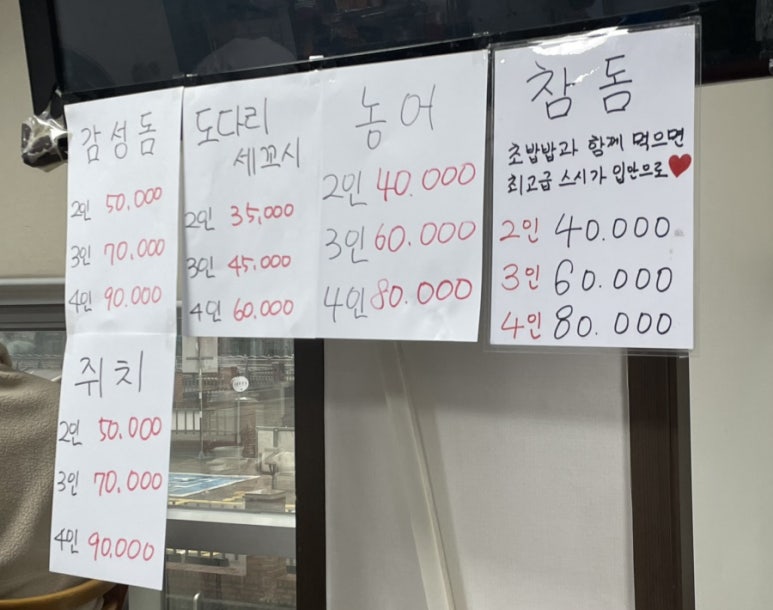 감성돔
2인 50.000
3인 70.000
4인 90.000
쥐치
2인 50.000
3인 70.000
4인 90.000
도다리
세꼬시
2인 35,000
3인 45.000
4인 60.000
농어
2인 40.000
3인 60.000
4인 80.000
참돔
초밥밥과 함께 먹으면
최고급 스시가 입안으로♥
2인 40.000
3인 60.000
4인 80.000